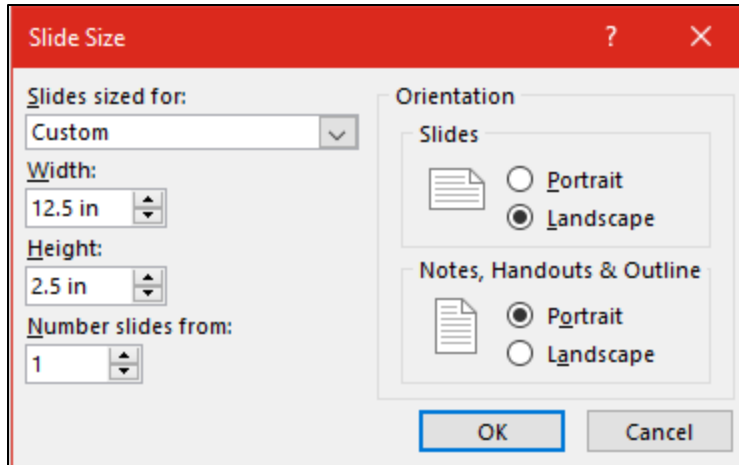 Slide Size
?
Slides sized for:
Custom
Width:
12.5 in
Height:
2.5 in
Number slides from:
1
Orientation
Slides
Portrait
Landscape
Notes, Handouts & Outline
Portrait
Landscape
OK
Cancel